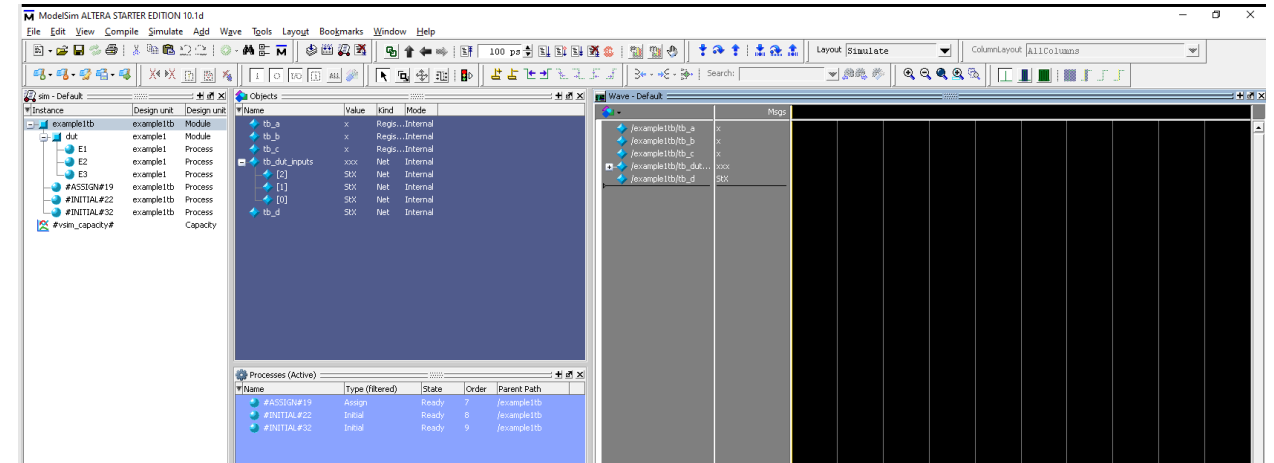 ModelSim ALTERA STARTER EDITION 10.1d
File Edit View Compile Simulate Add Wave Tools Layout Bookmarks Window Help
100 ps Layout Simulate ColumnLayout AllColumns
Search:
sim - Default
Instance Design unit Design unit
example1tb example1tb Module
dut example1 Module
E1 example1 Process
E2 example1 Process
E3 example1 Process
#ASSIGN#19 example1tb Process
#INITIAL#22 example1tb Process
#INITIAL#32 example1tb Process
#vsim_capacity# Capacity
Objects
Name Value Kind Mode
tb_a x Regis... Internal
tb_b x Regis... Internal
tb_c x Regis... Internal
tb_dut_inputs xxx Net Internal
[2] StX Net Internal
[1] StX Net Internal
[0] StX Net Internal
tb_d StX Net Internal
Processes (Active)
Name Type (filtered) State Order Parent Path
#ASSIGN#19 Assign Ready 7 /example1tb
#INITIAL#22 Initial Ready 8 /example1tb
#INITIAL#32 Initial Ready 9 /example1tb
Wave - Default
Msgs
/example1tb/tb_a x
/example1tb/tb_b x
/example1tb/tb_c x
/example1tb/tb_dut... xxx
/example1tb/tb_d StX